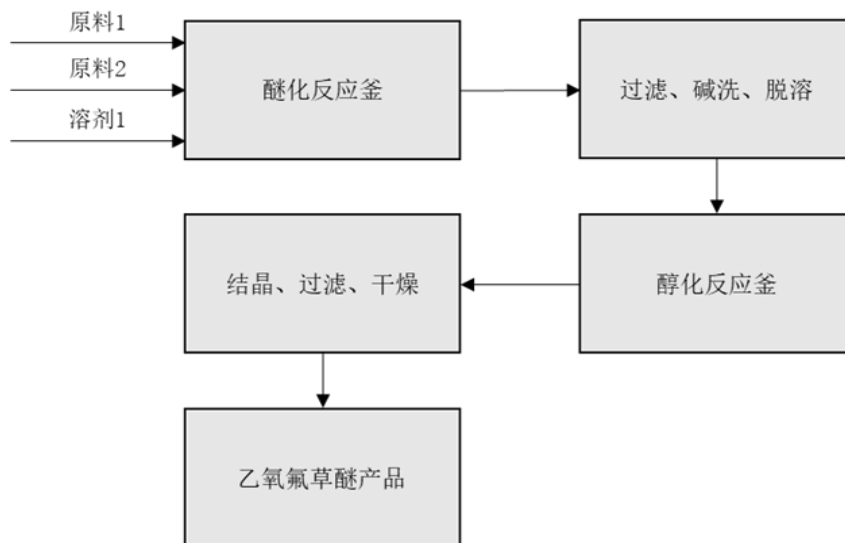 原料1
原料2
溶剂1
醚化反应釜
过滤、碱洗、脱溶
醇化反应釜
结晶、过滤、干燥
乙氧氟草醚产品